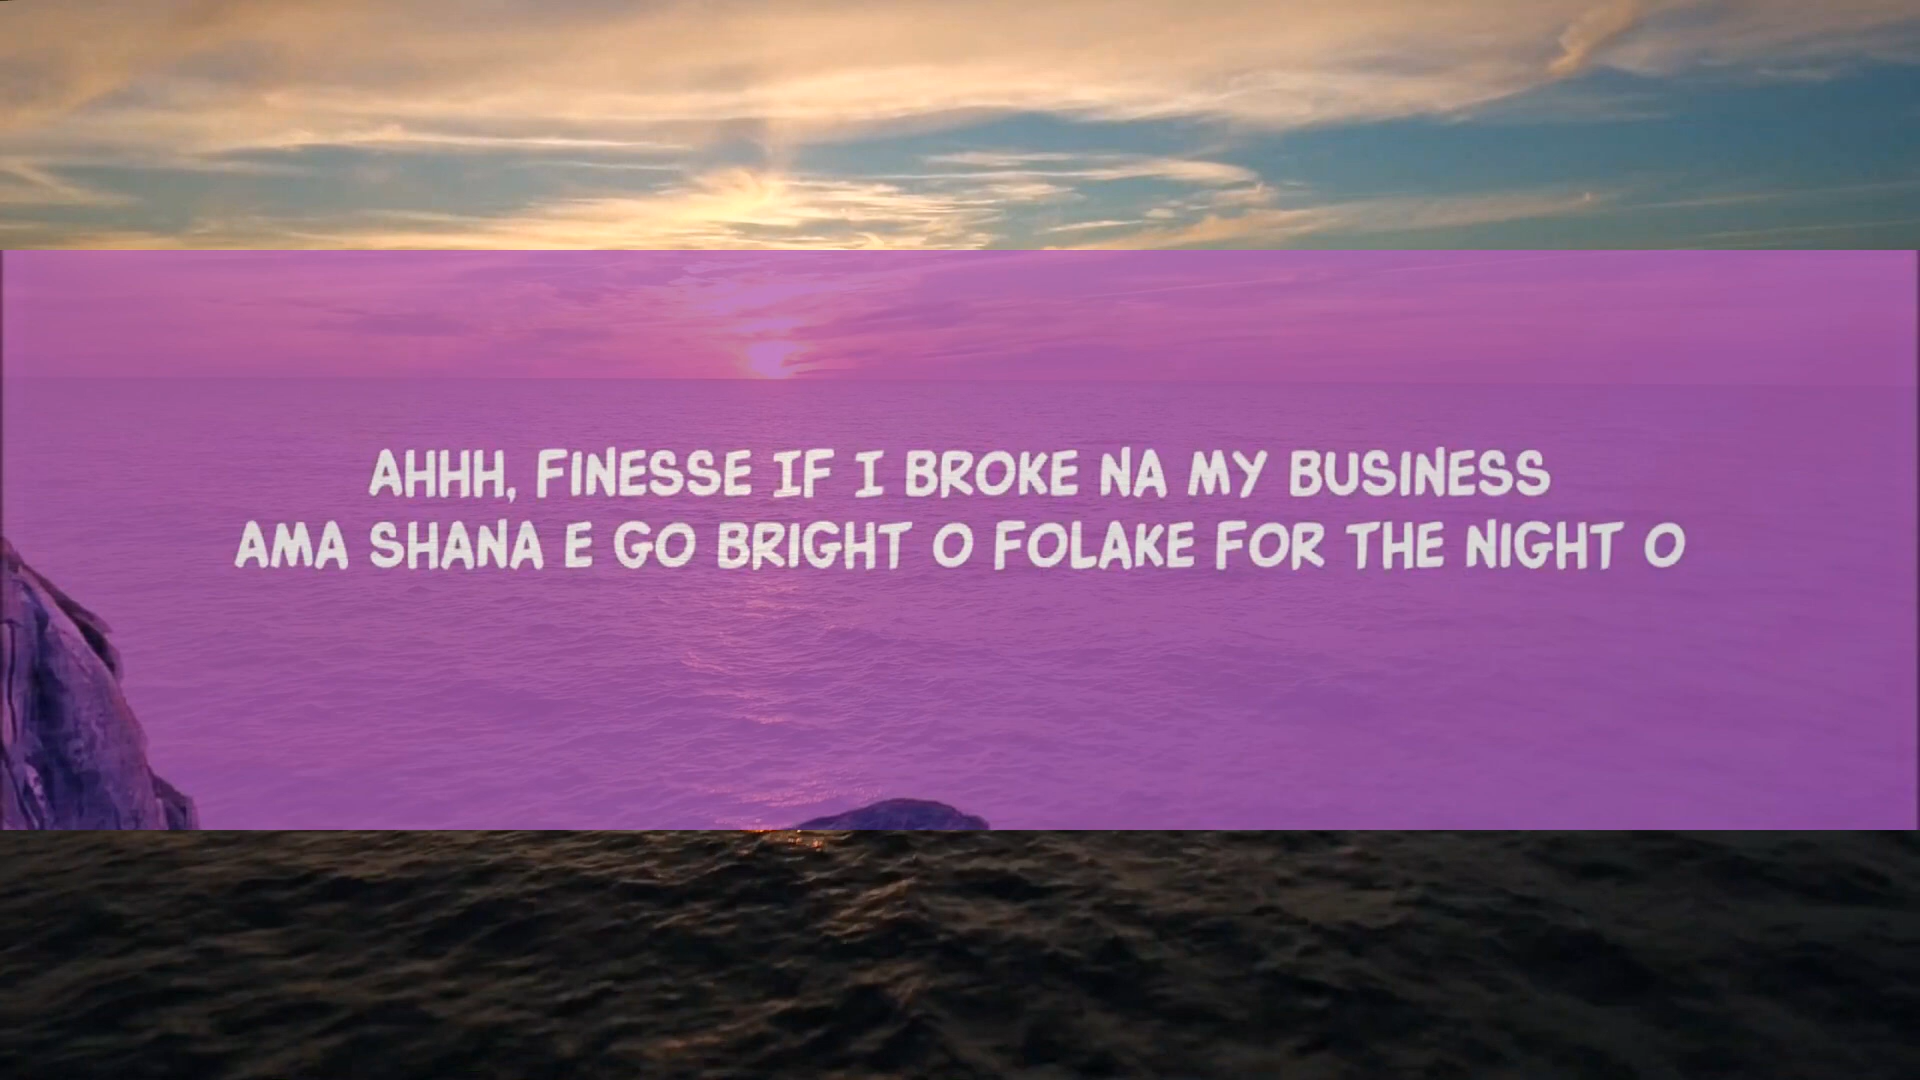 AHHH, FINESSE IF I BROKE NA MY BUSINESS
AMA SHANA E GO BRIGHT O FOLAKE FOR THE NIGHT O